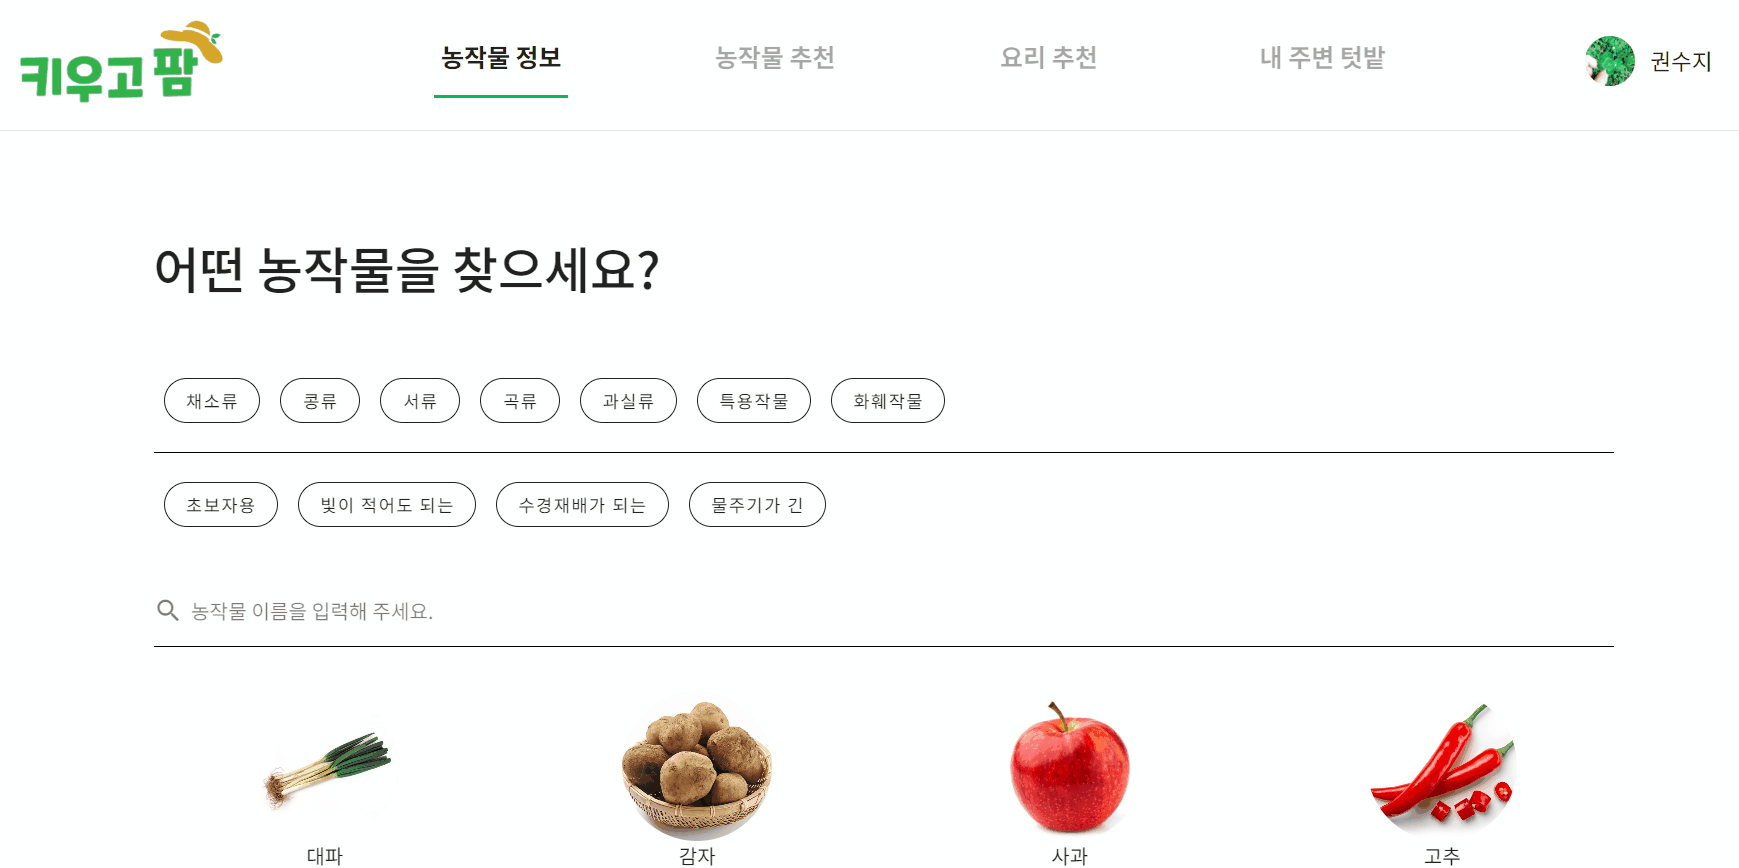 키우고 팜
농작물 정보
농작물 추천
요리 추천
내 주변 텃밭
권수지
어떤 농작물을 찾으세요?
채소류 콩류 서류 곡류 과실류 특용작물 화훼작물
초보자용 빛이 적어도 되는 수경재배가 되는 물주기가 긴
농작물 이름을 입력해 주세요.
대파 감자 사과 고추